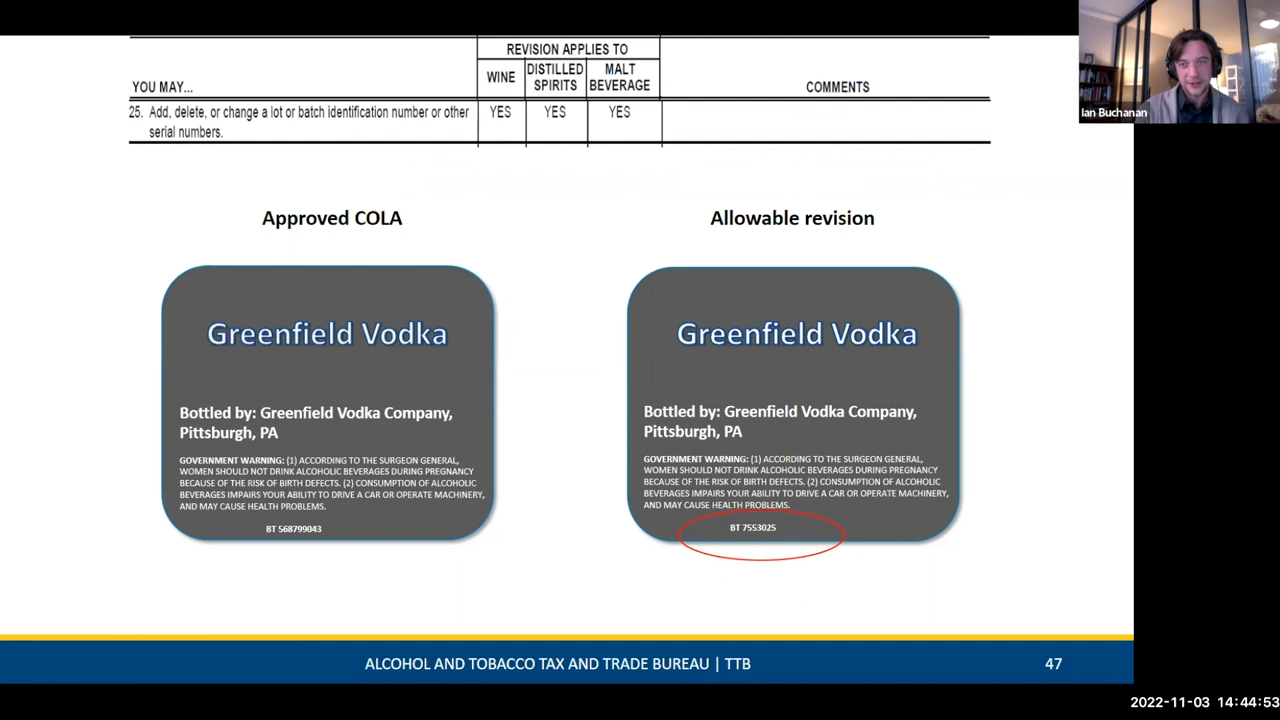 REVISION APPLIES TO
YOU MAY... WINE DISTILLED SPIRITS MALT BEVERAGE COMMENTS
25. Add, delete, or change a lot or batch identification number or other YES YES YES
serial numbers.
Ian Buchanan
Approved COLA
Greenfield Vodka
Bottled by: Greenfield Vodka Company,
Pittsburgh, PA
GOVERNMENT WARNING: (1) ACCORDING TO THE SURGEON GENERAL,
WOMEN SHOULD NOT DRINK ALCOHOLIC BEVERAGES DURING PREGNANCY
BECAUSE OF THE RISK OF BIRTH DEFECTS. (2) CONSUMPTION OF ALCOHOLIC
BEVERAGES IMPAIRS YOUR ABILITY TO DRIVE A CAR OR OPERATE MACHINERY,
AND MAY CAUSE HEALTH PROBLEMS.
BT 568799043
Allowable revision
Greenfield Vodka
Bottled by: Greenfield Vodka Company,
Pittsburgh, PA
GOVERNMENT WARNING: (1) ACCORDING TO THE SURGEON GENERAL,
WOMEN SHOULD NOT DRINK ALCOHOLIC BEVERAGES DURING PREGNANCY
BECAUSE OF THE RISK OF BIRTH DEFECTS. (2) CONSUMPTION OF ALCOHOLIC
BEVERAGES IMPAIRS YOUR ABILITY TO DRIVE A CAR OR OPERATE MACHINERY,
AND MAY CAUSE HEALTH PROBLEMS.
BT 7553025
ALCOHOL AND TOBACCO TAX AND TRADE BUREAU | TTB
47
2022-11-03 14:44:53